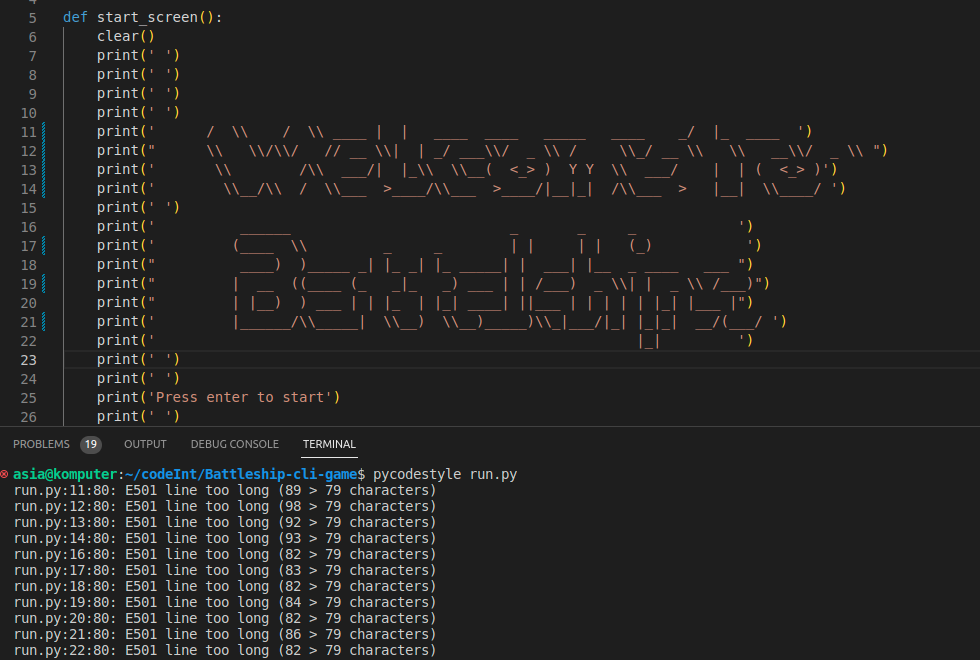 4
5 def start_screen():
6     clear()
7     print(' ')
8     print(' ')
9     print(' ')
10     print(' ')
11     print('      /  \\    /  \\ ____ |  |   ____  ____   _____   ____    _/  |_  ____  ')
12     print("      \\   \\/\\/   // __ \\|  | _/ ___\\/  _ \\ /     \\_/ __ \\   \\   __\\/  _ \\ ")
13     print('       \\        /\\  ___/|  |_\\  \\__(  <_> )  Y Y  \\  ___/    |  | (  <_> )')
14     print('        \\__/\\  /  \\___  >____/\\___  >____/|__|_|  /\\___  >   |__|  \\____/ ')
15     print(' ')
16     print('          ______                          _       _     _            ')
17     print('         (____  \\         _     _        | |     | |   (_)           ')
18     print("          ____)  )_____ _| |_ _| |_ _____| |  ___| |__  _ ____   ___ ")
19     print("         |  __  ((____ (_   _|_   _) ___ | | /___)  _ \\| |  _ \\ /___)")
20     print("         | |__)  ) ___ | | |_  | |_| ____| ||___ | | | | | |_| |___ |")
21     print('         |______/\\_____|  \\__)  \\__)_____)\\_|___/|_| |_|_|  __/(___/ ')
22     print('                                                        |_|         ')
23     print(' ')
24     print(' ')
25     print('Press enter to start')
26     print(' ')
PROBLEMS 19 OUTPUT DEBUG CONSOLE TERMINAL
asia@komputer:~/codeInt/Battleship-cli-game$ pycodestyle run.py
run.py:11:80: E501 line too long (89 > 79 characters)
run.py:12:80: E501 line too long (98 > 79 characters)
run.py:13:80: E501 line too long (92 > 79 characters)
run.py:14:80: E501 line too long (93 > 79 characters)
run.py:16:80: E501 line too long (82 > 79 characters)
run.py:17:80: E501 line too long (83 > 79 characters)
run.py:18:80: E501 line too long (82 > 79 characters)
run.py:19:80: E501 line too long (84 > 79 characters)
run.py:20:80: E501 line too long (82 > 79 characters)
run.py:21:80: E501 line too long (86 > 79 characters)
run.py:22:80: E501 line too long (82 > 79 characters)